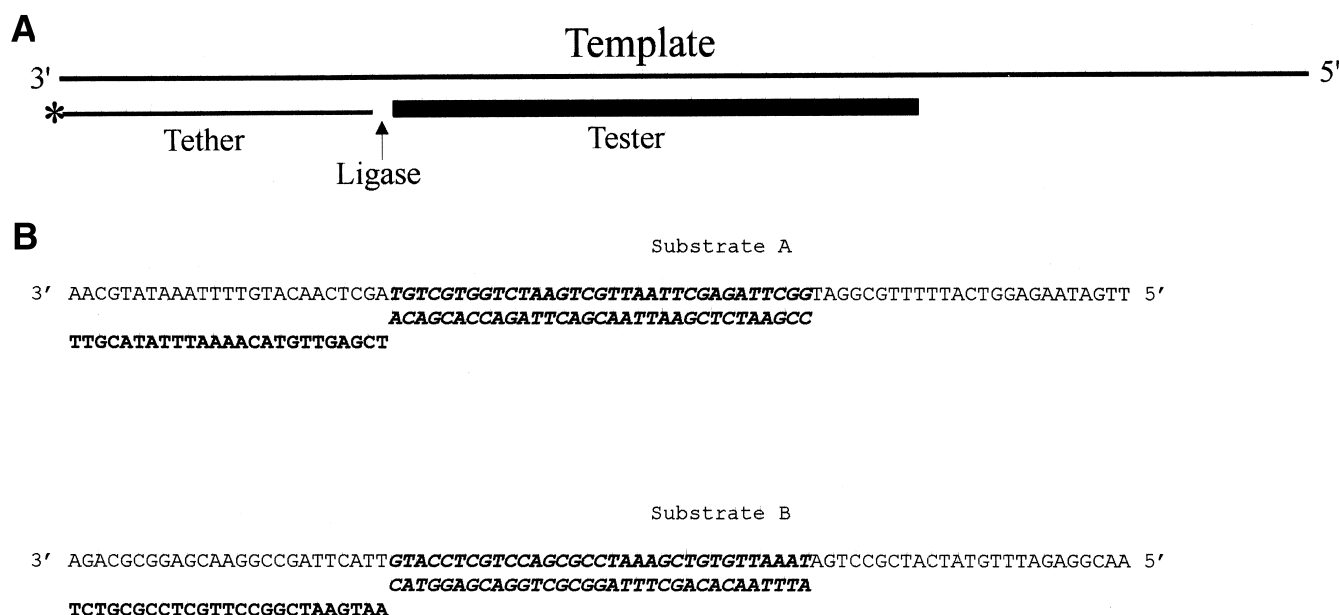 A
Template
3' 5'
*
Tether
Tester
Ligase
B
Substrate A
3' AACGTATAAATTTTGTACAACTCGATGTCGTGGTCTAAGTCGTTAATTCGAGATTCGGTAGGCGTTTTTACTGGAGAATAGTT 5'
ACAGCACCAGATTCAGCAATTAAGCTCTAAGCC
TTGCATATTTAAAACATGTTGAGCT
Substrate B
3' AGACGCGGAGCAAGGCCGATTCATTGTACCTCGTCCAGCGCCTAAAGCTGTGTTAAATAGTCCGCTACTATGTTTAGAGGCAA 5'
CATGGAGCAGGTCGCGGATTTCGACACAATTTA
TCTGCGCCTCGTTCCGGCTAAGTAA